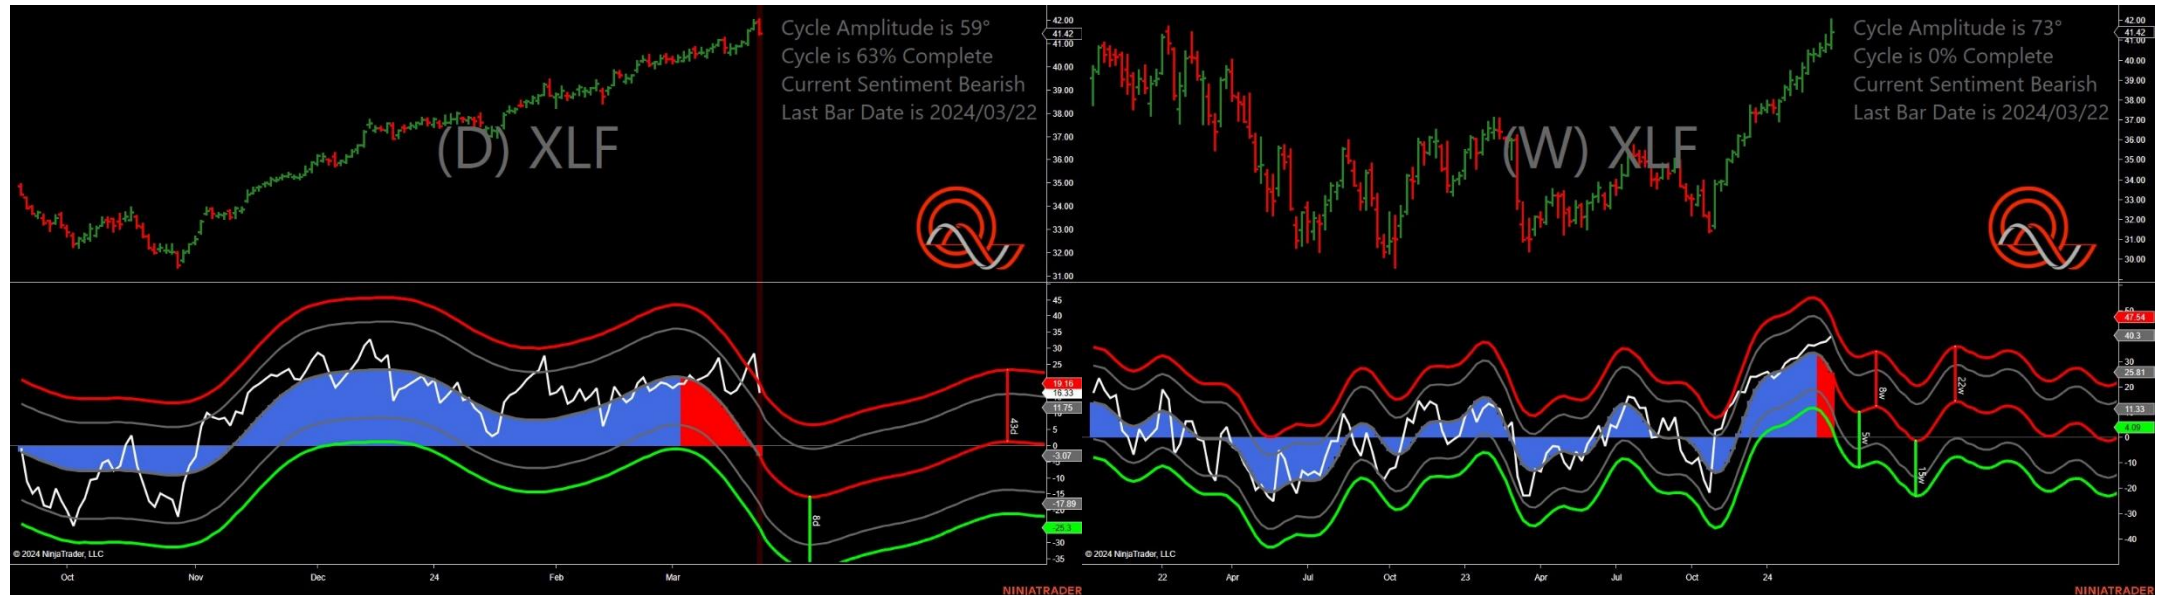 Cycle Amplitude is 59°
Cycle is 63% Complete
Current Sentiment Bearish
Last Bar Date is 2024/03/22
(D) XLF
42.00
41.42
41.00
40.00
39.00
38.00
37.00
36.00
35.00
34.00
33.00
32.00
31.00
45
40
35
30
25
19.16
16.33
11.75
5
0
-3.07
-10
-15
-17.89
-25.3
-30
-35
43d
8d
© 2024 NinjaTrader, LLC
Oct
Nov
Dec
24
Feb
Mar
NINJATRADER
Cycle Amplitude is 73°
Cycle is 0% Complete
Current Sentiment Bearish
Last Bar Date is 2024/03/22
(W) XLF
42.00
41.42
41.00
40.00
39.00
38.00
37.00
36.00
35.00
34.00
33.00
32.00
31.00
30.00
47.54
40.3
30
25.81
20
11.33
4.09
0
-10
-20
-30
-40
8w
22w
5w
15w
© 2024 NinjaTrader, LLC
22
Apr
Jul
Oct
23
Apr
Jul
Oct
24
NINJATRADER